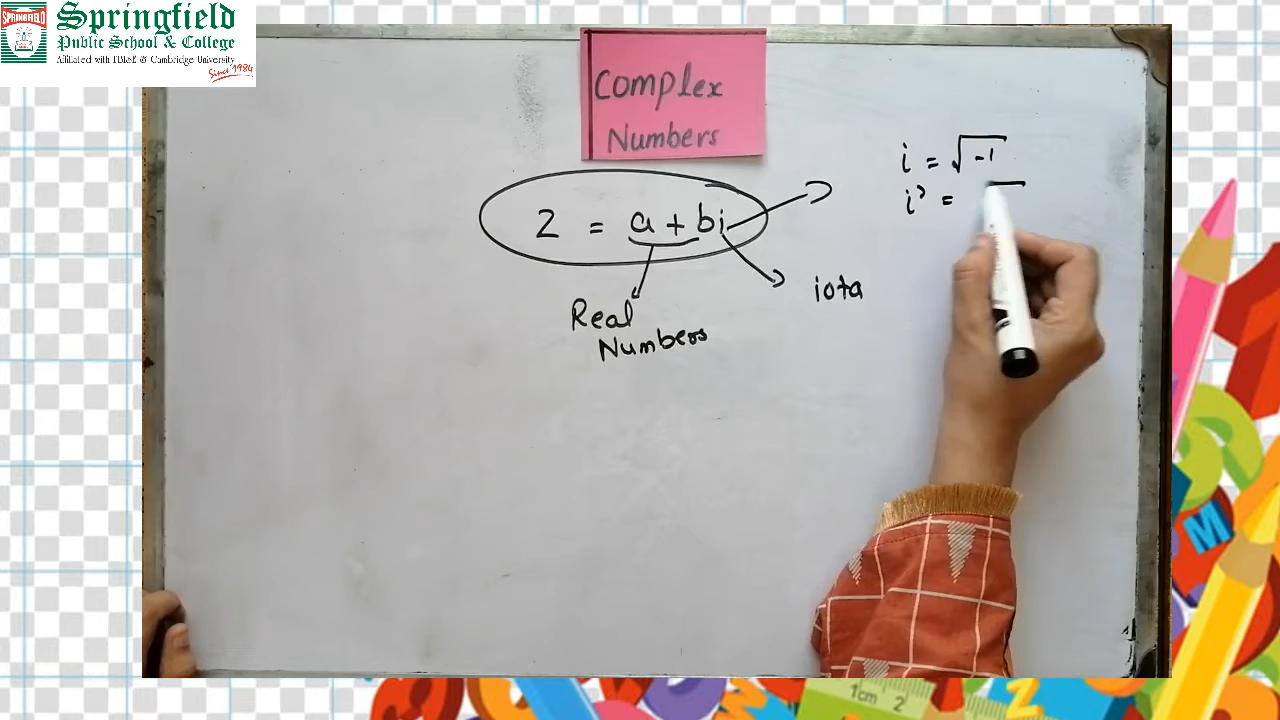 SPRINGFIELD
Springfield
Public School & College
Affiliated with FBISE & Cambridge University
Since 1984
Complex
Numbers
i = √-1
i² =
Z = a + bi
iota
Real
Numbers
M
1cm 2
2